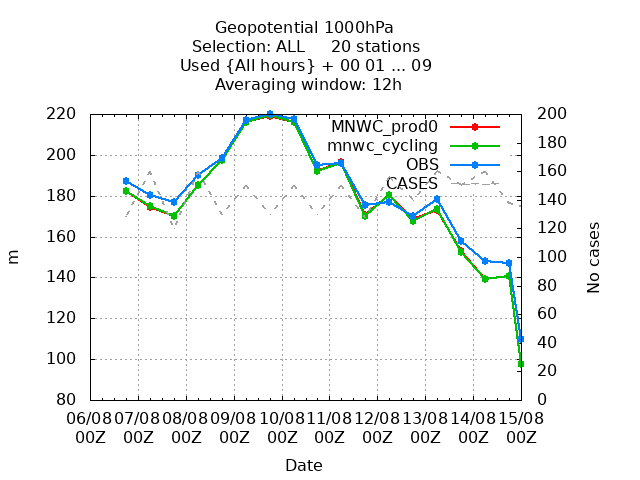 Geopotential 1000hPa
Selection: ALL 20 stations
Used {All hours} + 00 01 ... 09
Averaging window: 12h
MNWC_prod0
mnwc_cycling
OBS
CASES
220
200
180
160
140
120
100
80
m
200
180
160
140
120
100
80
60
40
20
0
No cases
06/08 07/08 08/08 09/08 10/08 11/08 12/08 13/08 14/08 15/08
00Z 00Z 00Z 00Z 00Z 00Z 00Z 00Z 00Z 00Z
Date